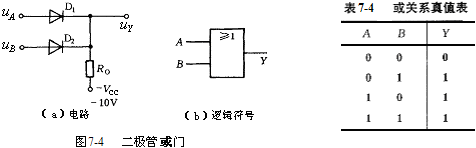 u_A
D₁
u_Y
u_B
D₂
R_O
-V_CC
-10V
(a)电路
A
B
≥1
Y
(b)逻辑符号
图7-4 二极管或门
表7-4 或关系真值表
A B Y
0 0 0
0 1 1
1 0 1
1 1 1